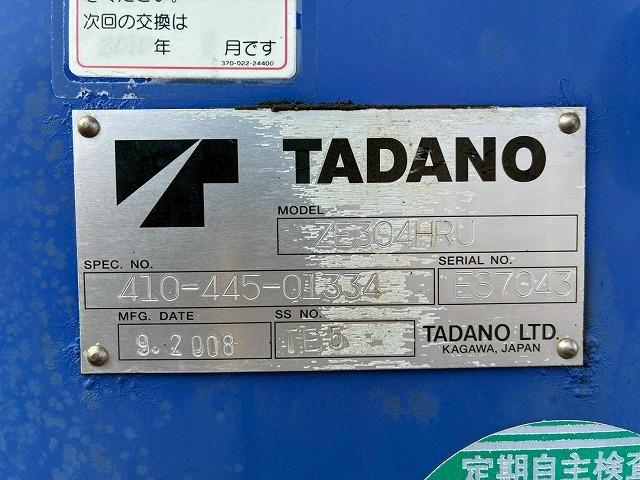 次回の交換は
年 月です
370-022-24400
TADANO
MODEL
ZE304HRU
SPEC. NO.
SERIAL NO.
410-445-01334
ES7043
MFG. DATE
SS NO.
9.2008
TE5
TADANO LTD.
KAGAWA, JAPAN
定期自主検査